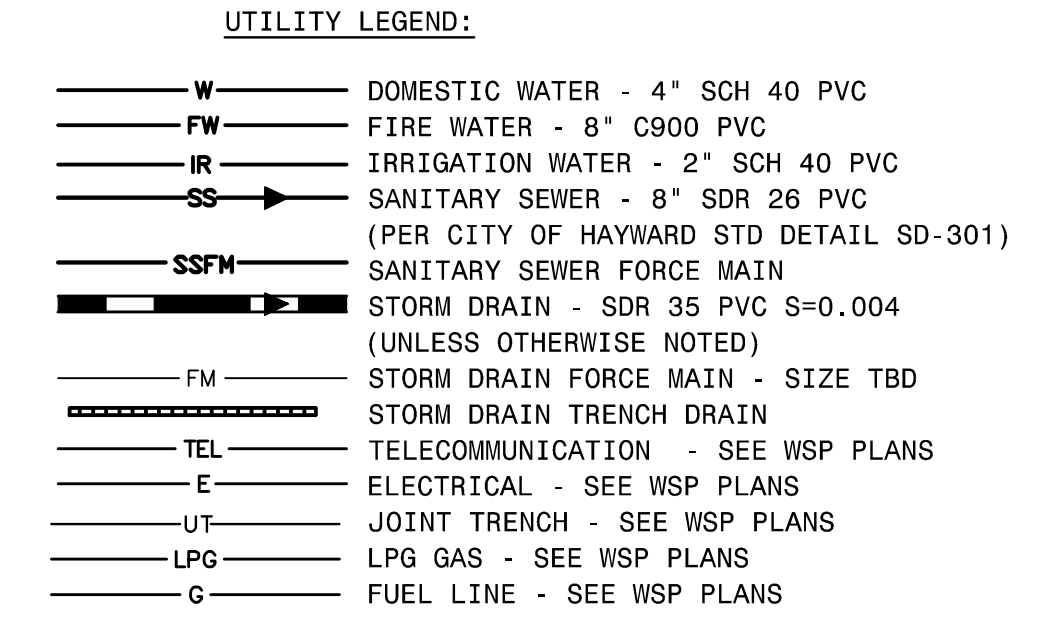 UTILITY LEGEND:
W DOMESTIC WATER - 4" SCH 40 PVC
FW FIRE WATER - 8" C900 PVC
IR IRRIGATION WATER - 2" SCH 40 PVC
SS SANITARY SEWER - 8" SDR 26 PVC
(PER CITY OF HAYWARD STD DETAIL SD-301)
SSFM SANITARY SEWER FORCE MAIN
STORM DRAIN - SDR 35 PVC S=0.004
(UNLESS OTHERWISE NOTED)
FM STORM DRAIN FORCE MAIN - SIZE TBD
STORM DRAIN TRENCH DRAIN
TEL TELECOMMUNICATION - SEE WSP PLANS
E ELECTRICAL - SEE WSP PLANS
UT JOINT TRENCH - SEE WSP PLANS
LPG LPG GAS - SEE WSP PLANS
G FUEL LINE - SEE WSP PLANS